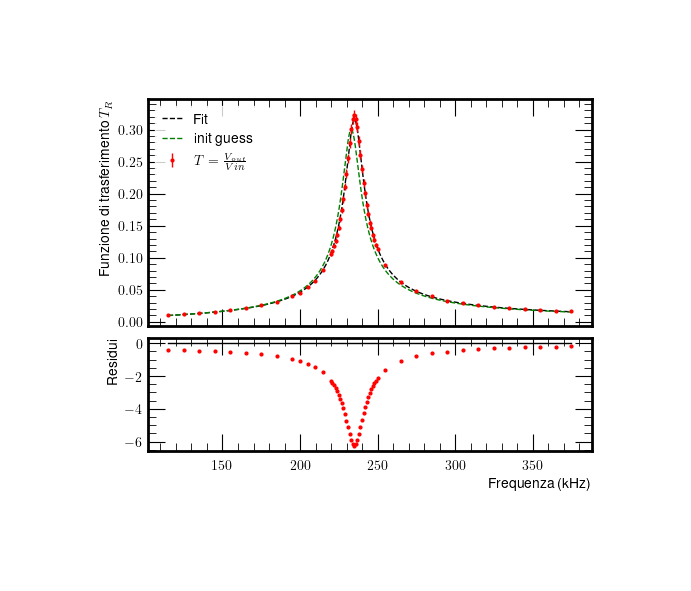 Funzione di trasferimento T_R
Fit
init guess
T = V_out / Vin
0.30
0.25
0.20
0.15
0.10
0.05
0.00
Residui
0
−2
−4
−6
150 200 250 300 350
Frequenza (kHz)